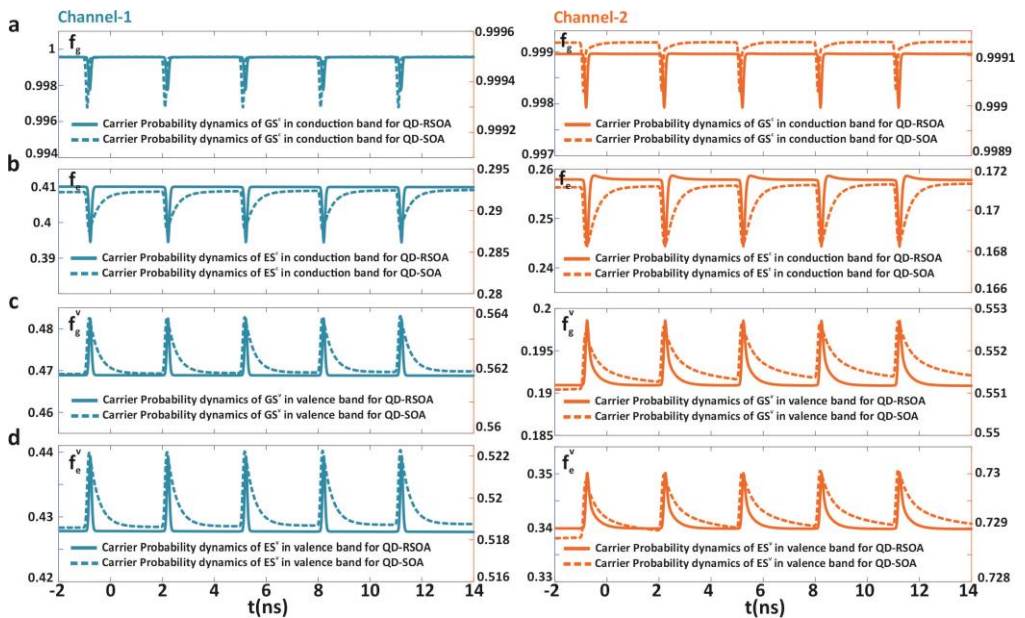 Channel-1
Channel-2
a
f_g
1
0.998
0.996
0.994
0.9996
0.9994
0.9992
Carrier Probability dynamics of GS^c in conduction band for QD-RSOA
Carrier Probability dynamics of GS^c in conduction band for QD-SOA
f_g
0.999
0.998
0.997
0.9991
0.999
0.9989
Carrier Probability dynamics of GS^c in conduction band for QD-RSOA
Carrier Probability dynamics of GS^c in conduction band for QD-SOA
b
f_e
0.41
0.4
0.39
0.295
0.29
0.285
0.28
Carrier Probability dynamics of ES^c in conduction band for QD-RSOA
Carrier Probability dynamics of ES^c in conduction band for QD-SOA
f_e
0.26
0.25
0.24
0.172
0.17
0.168
0.166
Carrier Probability dynamics of ES^c in conduction band for QD-RSOA
Carrier Probability dynamics of ES^c in conduction band for QD-SOA
c
f_g^v
0.48
0.47
0.46
0.564
0.562
0.56
Carrier Probability dynamics of GS^v in valence band for QD-RSOA
Carrier Probability dynamics of GS^v in valence band for QD-SOA
f_g^v
0.2
0.195
0.19
0.185
0.553
0.552
0.551
0.55
Carrier Probability dynamics of GS^v in valence band for QD-RSOA
Carrier Probability dynamics of GS^v in valence band for QD-SOA
d
f_e^v
0.44
0.43
0.42
0.522
0.52
0.518
0.516
Carrier Probability dynamics of ES^v in valence band for QD-RSOA
Carrier Probability dynamics of ES^v in valence band for QD-SOA
-2 0 2 4 6 8 10 12 14
t(ns)
f_e^v
0.35
0.34
0.33
0.73
0.729
0.728
Carrier Probability dynamics of ES^v in valence band for QD-RSOA
Carrier Probability dynamics of ES^v in valence band for QD-SOA
-2 0 2 4 6 8 10 12 14
t(ns)